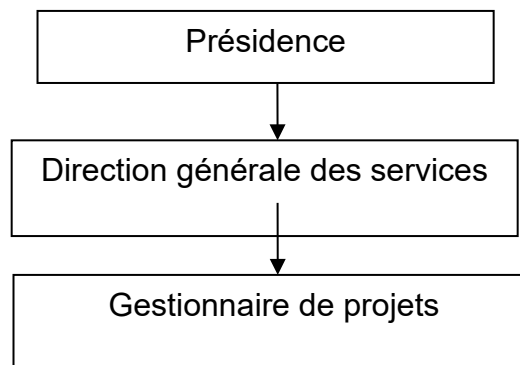 Présidence
Direction générale des services
Gestionnaire de projets